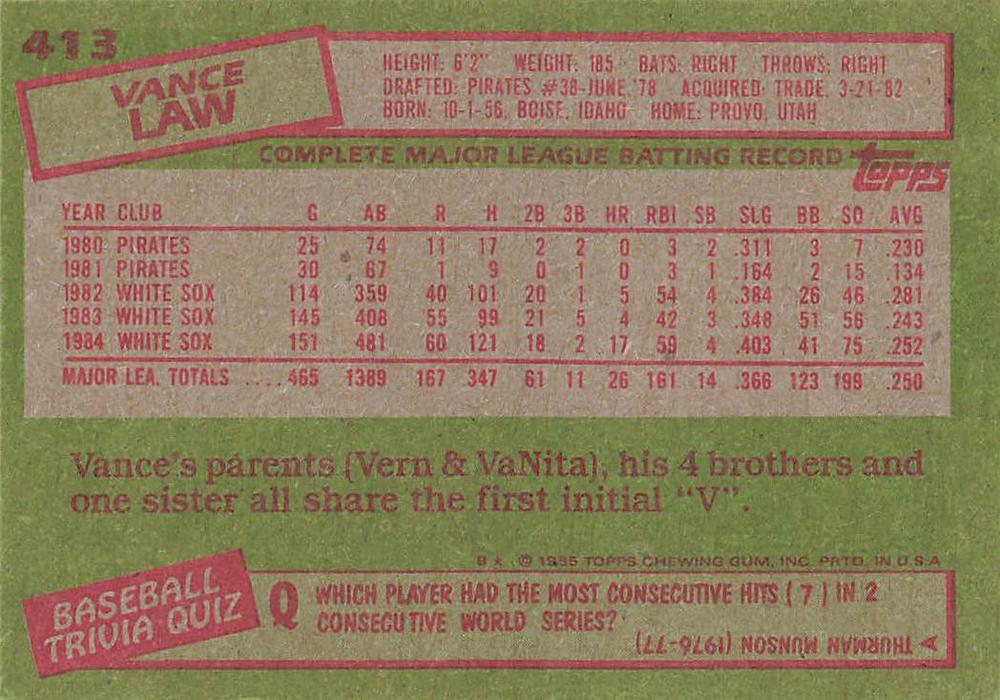 413
VANCE
LAW
HEIGHT: 6'2" WEIGHT: 185 BATS: RIGHT THROWS: RIGHT
DRAFTED: PIRATES #38-JUNE, '78 ACQUIRED: TRADE, 3-21-82
BORN: 10-1-56, BOISE, IDAHO HOME: PROVO, UTAH
COMPLETE MAJOR LEAGUE BATTING RECORD
topps
YEAR CLUB G AB R H 2B 3B HR RBI SB SLG BB SO AVG
1980 PIRATES 25 74 11 17 2 2 0 3 2 .311 3 7 .230
1981 PIRATES 30 67 1 9 0 1 0 3 1 .164 2 15 .134
1982 WHITE SOX 114 359 40 101 20 1 5 54 4 .384 26 46 .281
1983 WHITE SOX 145 408 55 99 21 5 4 42 3 .348 51 56 .243
1984 WHITE SOX 151 481 60 121 18 2 17 59 4 .403 41 75 .252
MAJOR LEA. TOTALS .... 465 1389 167 347 61 11 26 161 14 .366 123 199 .250
Vance's parents (Vern & VaNita), his 4 brothers and
one sister all share the first initial "V".
B* © 1985 TOPPS CHEWING GUM, INC. PRTD. IN U.S.A
BASEBALL
TRIVIA QUIZ
Q WHICH PLAYER HAD THE MOST CONSECUTIVE HITS (7) IN 2
CONSECUTIVE WORLD SERIES?
A THURMAN MUNSON (1976-77)